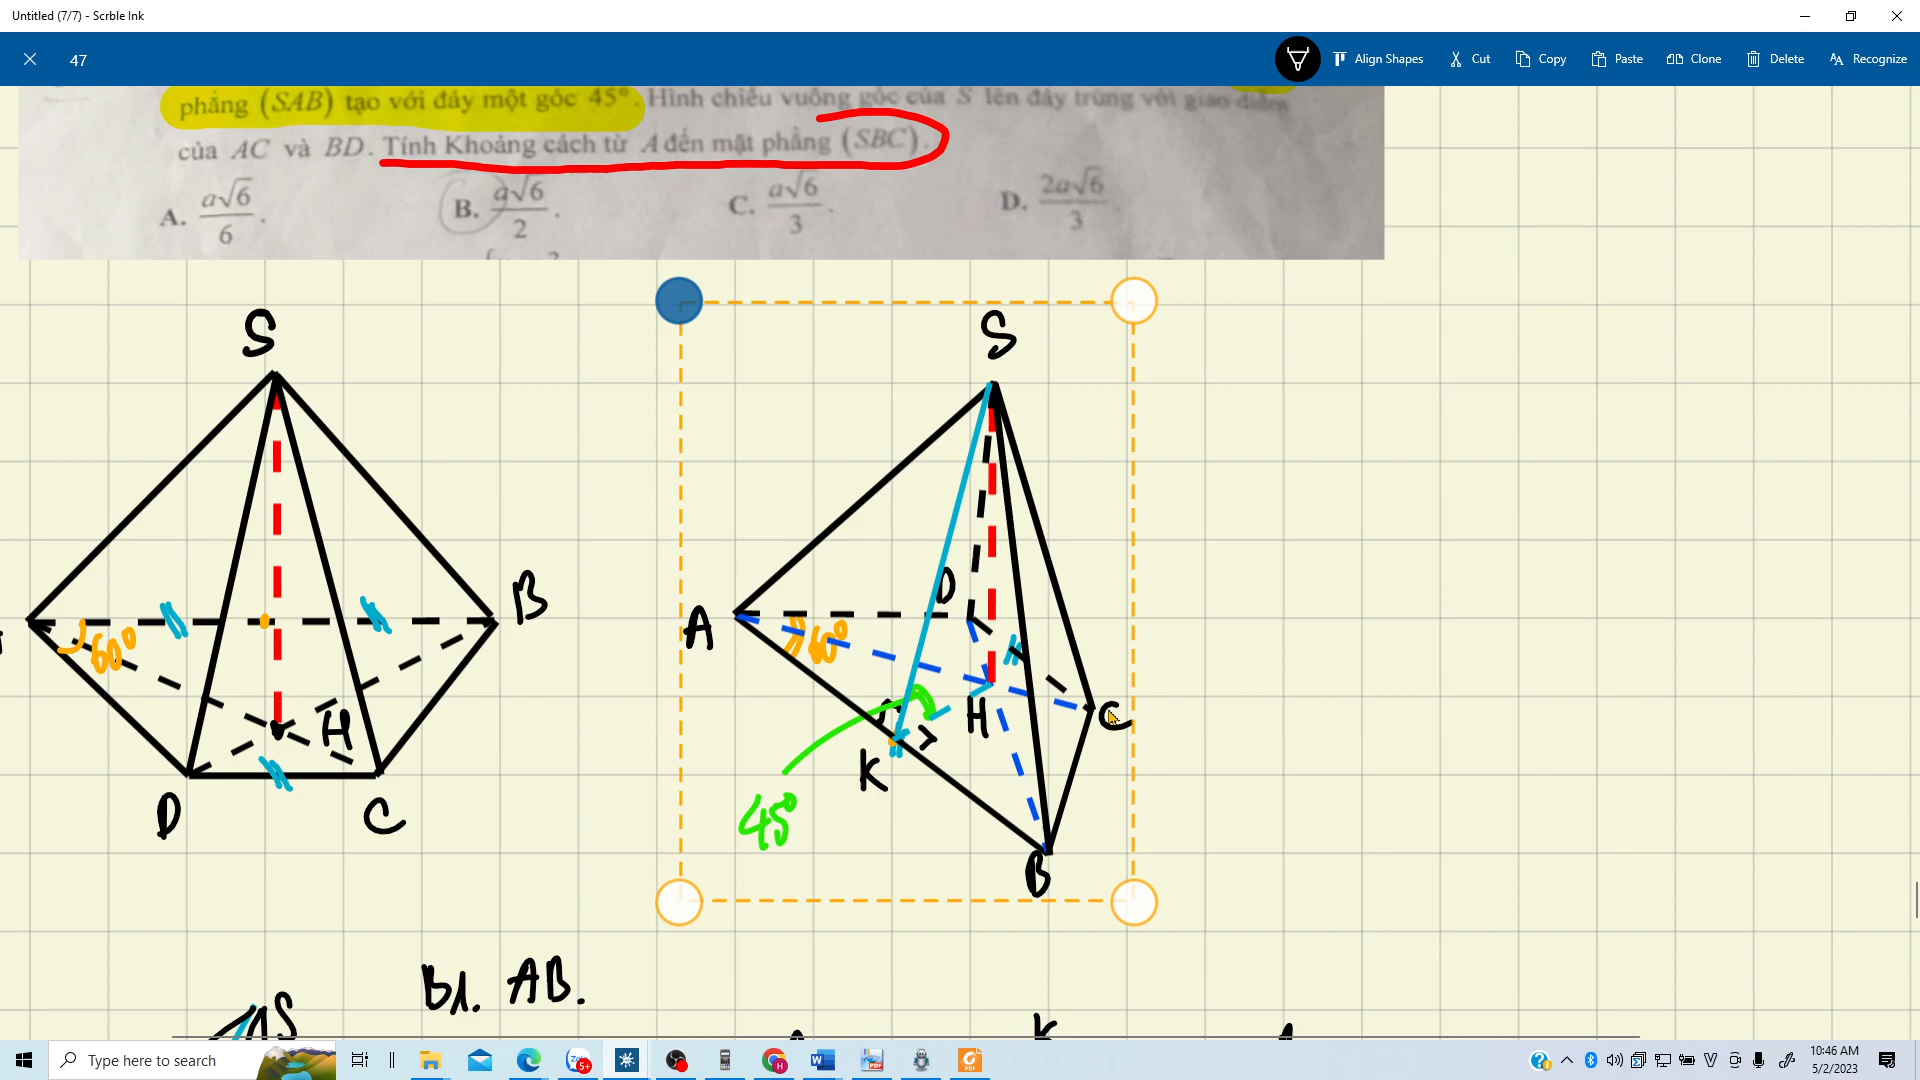 Untitled (7/7) - Scrble Ink
47
Align Shapes
Cut
Copy
Paste
Clone
Delete
Recognize
phẳng (SAB) tạo với đáy một góc 45°. Hình chiếu vuông góc của S lên đáy trùng với giao điểm
của AC và BD. Tính Khoảng cách từ A đến mặt phẳng (SBC).
A. a√6/6. B. a√6/2. C. a√6/3. D. 2a√6/3
S
B
60°
H
D
C
S
A
D
60°
H
C
K
45°
B
B1. AB.
S
K
Type here to search
10:46 AM
5/2/2023